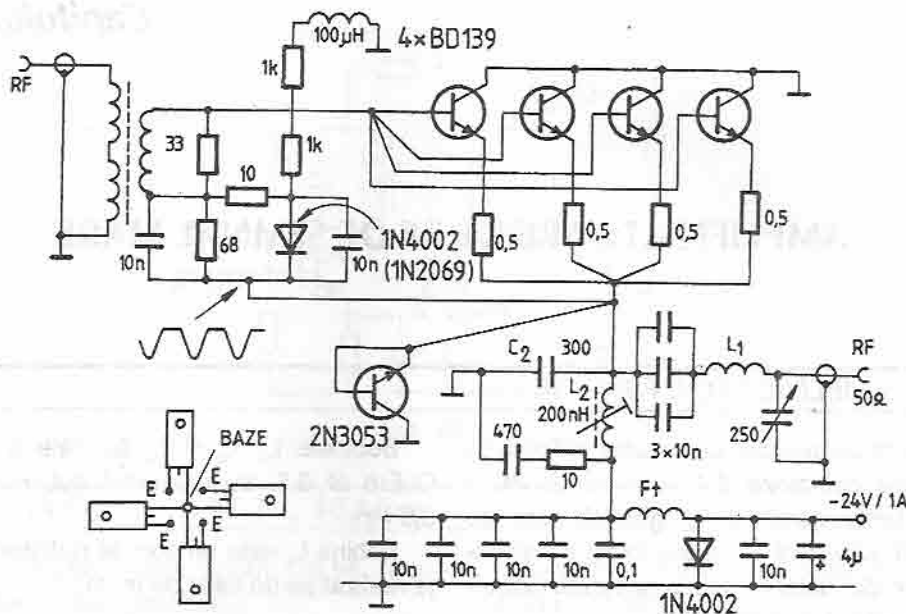 100µH
4×BD139
RF
1k
33
1k
10
10n
68
1N4002
(1N2069)
10n
0,5
0,5
0,5
0,5
C2
300
L1
RF
50Ω
L2
200nH
250
3×10n
2N3053
470
10
BAZE
E
E
E
E
F1
-24V/1A
10n
10n
10n
10n
0,1
10n
4µ
+
1N4002